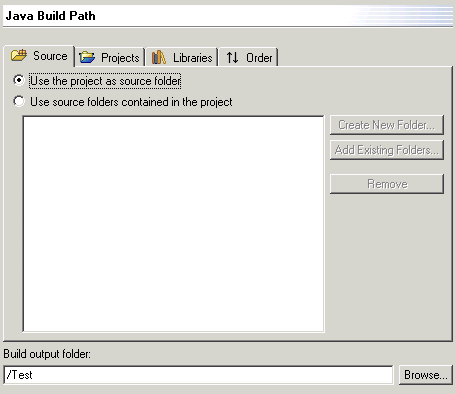 Java Build Path
Source Projects Libraries Order
Use the project as source folder
Use source folders contained in the project
Create New Folder...
Add Existing Folders...
Remove
Build output folder:
/Test Browse...